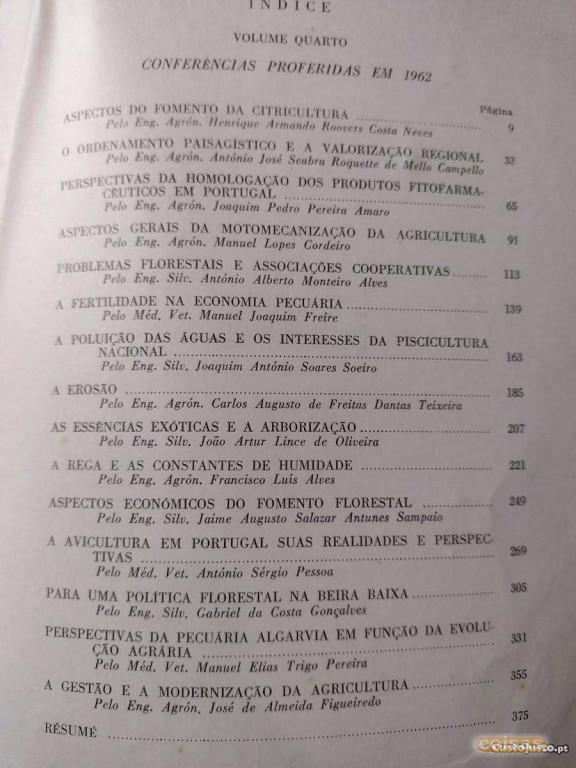 ÍNDICE
VOLUME QUARTO
CONFERÊNCIAS PROFERIDAS EM 1962
Página
ASPECTOS DO FOMENTO DA CITRICULTURA 9
Pelo Eng. Agrón. Henrique Armando Roovers Costa Neves
O ORDENAMENTO PAISAGÍSTICO E A VALORIZAÇÃO REGIONAL 33
Pelo Eng. Agrón. António José Seabra Roquette de Mello Campello
PERSPECTIVAS DA HOMOLOGAÇÃO DOS PRODUTOS FITOFARMA-
CÊUTICOS EM PORTUGAL 65
Pelo Eng. Agrón. Joaquim Pedro Pereira Amaro
ASPECTOS GERAIS DA MOTOMECANIZAÇÃO DA AGRICULTURA 91
Pelo Eng. Agrón. Manuel Lopes Cordeiro
PROBLEMAS FLORESTAIS E ASSOCIAÇÕES COOPERATIVAS 113
Pelo Eng. Silv. António Alberto Monteiro Alves
A FERTILIDADE NA ECONOMIA PECUÁRIA 139
Pelo Méd. Vet. Manuel Joaquim Freire
A POLUIÇÃO DAS ÁGUAS E OS INTERESSES DA PISCICULTURA
NACIONAL 163
Pelo Eng. Silv. Joaquim António Soares Soeiro
A EROSÃO 185
Pelo Eng. Agrón. Carlos Augusto de Freitas Dantas Teixeira
AS ESSÊNCIAS EXÓTICAS E A ARBORIZAÇÃO 207
Pelo Eng. Silv. João Artur Lince de Oliveira
A REGA E AS CONSTANTES DE HUMIDADE 221
Pelo Eng. Agrón. Francisco Luís Alves
ASPECTOS ECONÓMICOS DO FOMENTO FLORESTAL 249
Pelo Eng. Silv. Jaime Augusto Salazar Antunes Sampaio
A AVICULTURA EM PORTUGAL SUAS REALIDADES E PERSPEC-
TIVAS 269
Pelo Méd. Vet. António Sérgio Pessoa
PARA UMA POLÍTICA FLORESTAL NA BEIRA BAIXA 305
Pelo Eng. Silv. Gabriel da Costa Gonçalves
PERSPECTIVAS DA PECUÁRIA ALGARVIA EM FUNÇÃO DA EVOLU-
ÇÃO AGRÁRIA 331
Pelo Méd. Vet. Manuel Elias Trigo Pereira
A GESTÃO E A MODERNIZAÇÃO DA AGRICULTURA 355
Pelo Eng. Agrón. José de Almeida Figueiredo
RÉSUMÉ 375
coisas
CustoJusto.pt